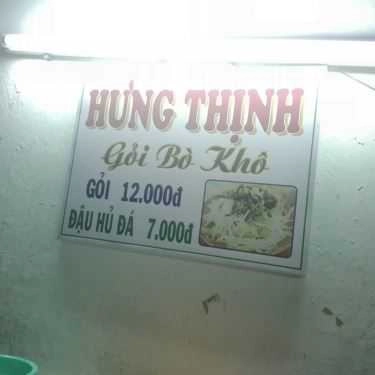 HƯNG THỊNH
Gỏi Bò Khô
GỎI 12.000đ
ĐẬU HỦ ĐÁ 7.000đ